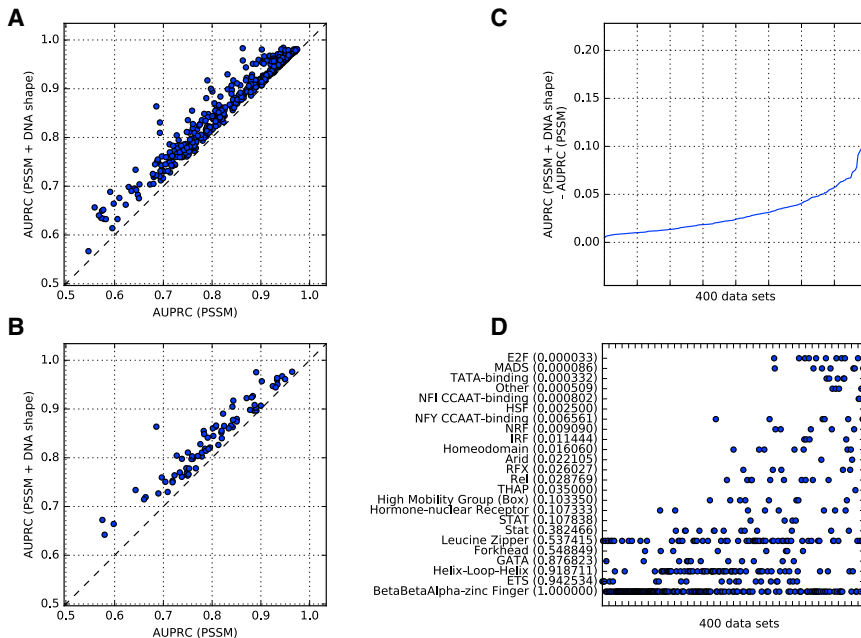 A
AUPRC (PSSM + DNA shape)
1.0
0.9
0.8
0.7
0.6
0.5
0.5 0.6 0.7 0.8 0.9 1.0
AUPRC (PSSM)
B
AUPRC (PSSM + DNA shape)
1.0
0.9
0.8
0.7
0.6
0.5
0.5 0.6 0.7 0.8 0.9 1.0
AUPRC (PSSM)
C
AUPRC (PSSM + DNA shape)
– AUPRC (PSSM)
0.20
0.15
0.10
0.05
0.00
400 data sets
D
E2F (0.000033)
MADS (0.000086)
TATA-binding (0.000332)
Other (0.000509)
NFI CCAAT-binding (0.000802)
HSF (0.002500)
NFY CCAAT-binding (0.006561)
NRF (0.009090)
IRF (0.011444)
Homeodomain (0.016060)
Arid (0.022105)
RFX (0.026027)
Rel (0.028769)
THAP (0.035000)
High Mobility Group (Box) (0.103350)
Hormone-nuclear Receptor (0.107333)
STAT (0.107838)
Stat (0.382466)
Leucine Zipper (0.537415)
Forkhead (0.548849)
GATA (0.876823)
Helix-Loop-Helix (0.918711)
ETS (0.942534)
BetaBetaAlpha-zinc Finger (1.000000)
400 data sets